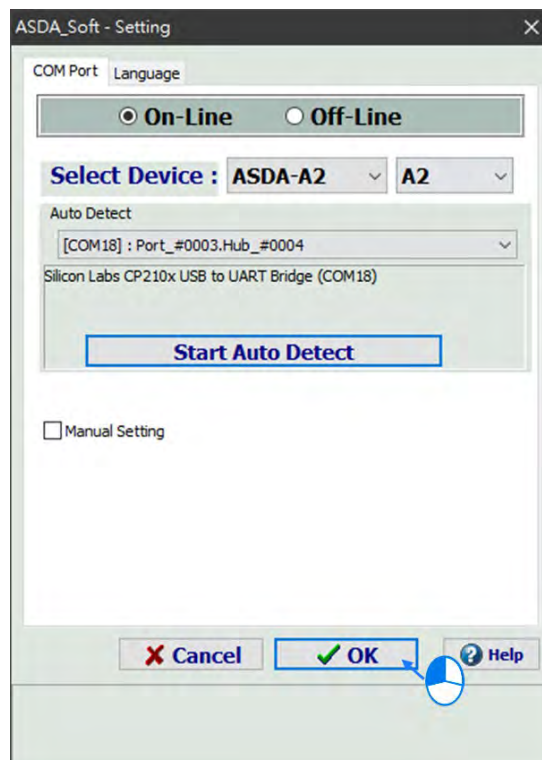 ASDA_Soft - Setting
COM Port Language
On-Line Off-Line
Select Device : ASDA-A2 A2
Auto Detect
[COM18] : Port_#0003.Hub_#0004
Silicon Labs CP210x USB to UART Bridge (COM18)
Start Auto Detect
Manual Setting
Cancel OK Help